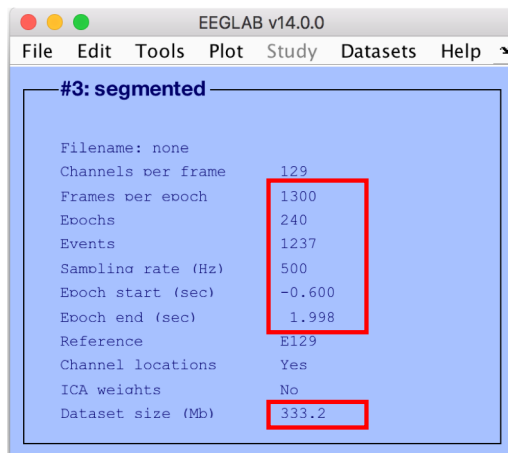 EEGLAB v14.0.0
File Edit Tools Plot Study Datasets Help
#3: segmented
Filename: none
Channels per frame 129
Frames per epoch 1300
Epochs 240
Events 1237
Sampling rate (Hz) 500
Epoch start (sec) -0.600
Epoch end (sec) 1.998
Reference E129
Channel locations Yes
ICA weights No
Dataset size (Mb) 333.2